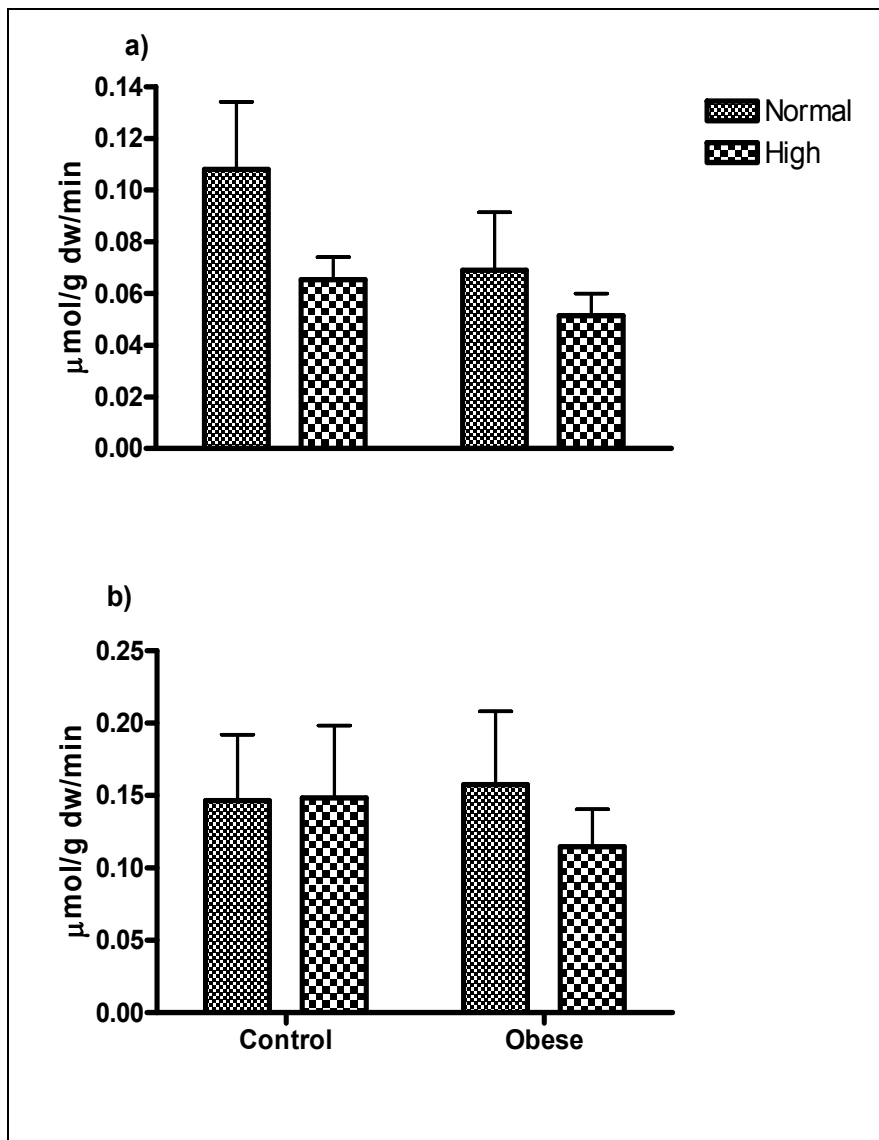 a)
0.14
0.12
0.10
0.08
0.06
0.04
0.02
0.00
μmol/g dw/min
Normal
High
b)
0.25
0.20
0.15
0.10
0.05
0.00
μmol/g dw/min
Control Obese